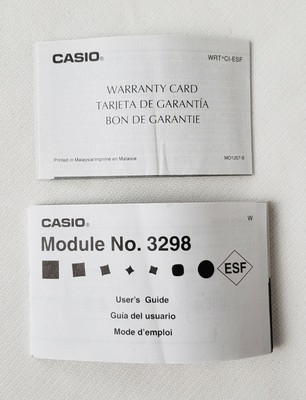 CASIO®
WRT*CI-ESF
WARRANTY CARD
TARJETA DE GARANTÍA
BON DE GARANTIE
Printed in Malaysia/Imprimé en Malaisie
MO1207-B
CASIO®
W
Module No. 3298
ESF
User's Guide
Guía del usuario
Mode d'emploi